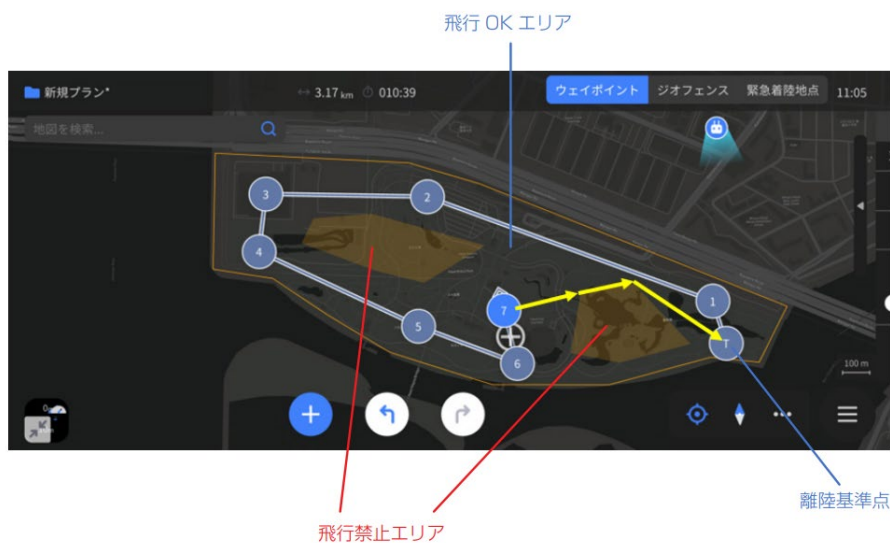 飛行 OK エリア
新規プラン*
3.17 km
010:39
ウェイポイント
ジオフェンス
緊急着陸地点
11:05
地図を検索...
3
2
4
1
7
T
5
6
100 m
離陸基準点
飛行禁止エリア